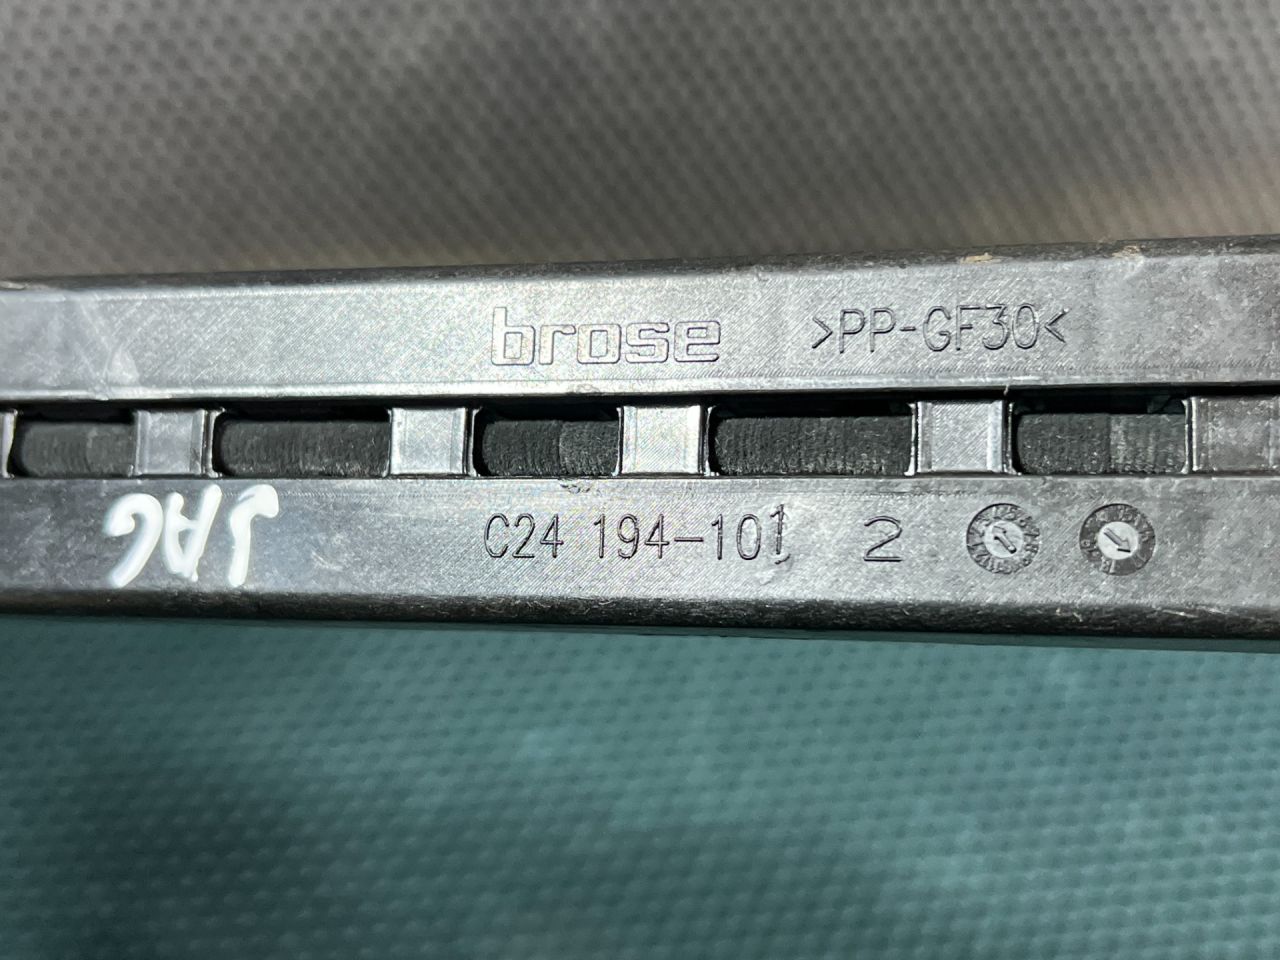 brose >PP-GF30<
C24 194-101 2
JAG